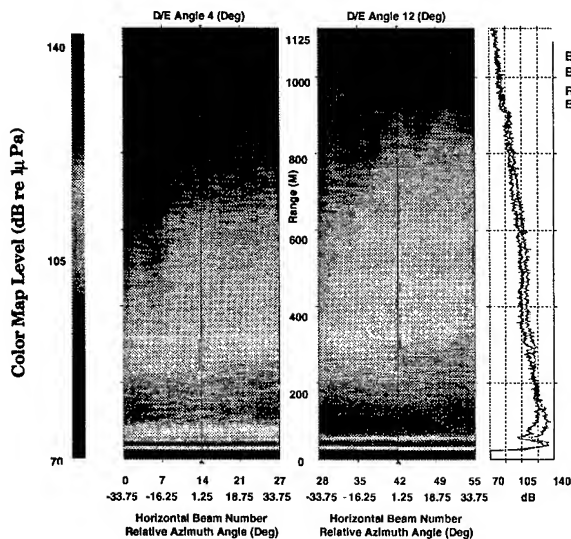 D/E Angle 4 (Deg)
D/E Angle 12 (Deg)
140
105
70
Color Map Level (dB re 1μ Pa)
1125
1000
800
600
400
200
0
Range (M)
0 7 14 21 27
-33.75 -16.25 1.25 18.75 33.75
Horizontal Beam Number
Relative Azimuth Angle (Deg)
28 35 42 49 55
-33.75 -16.25 1.25 18.75 33.75
Horizontal Beam Number
Relative Azimuth Angle (Deg)
70 105 130
dB
E
B
R
E